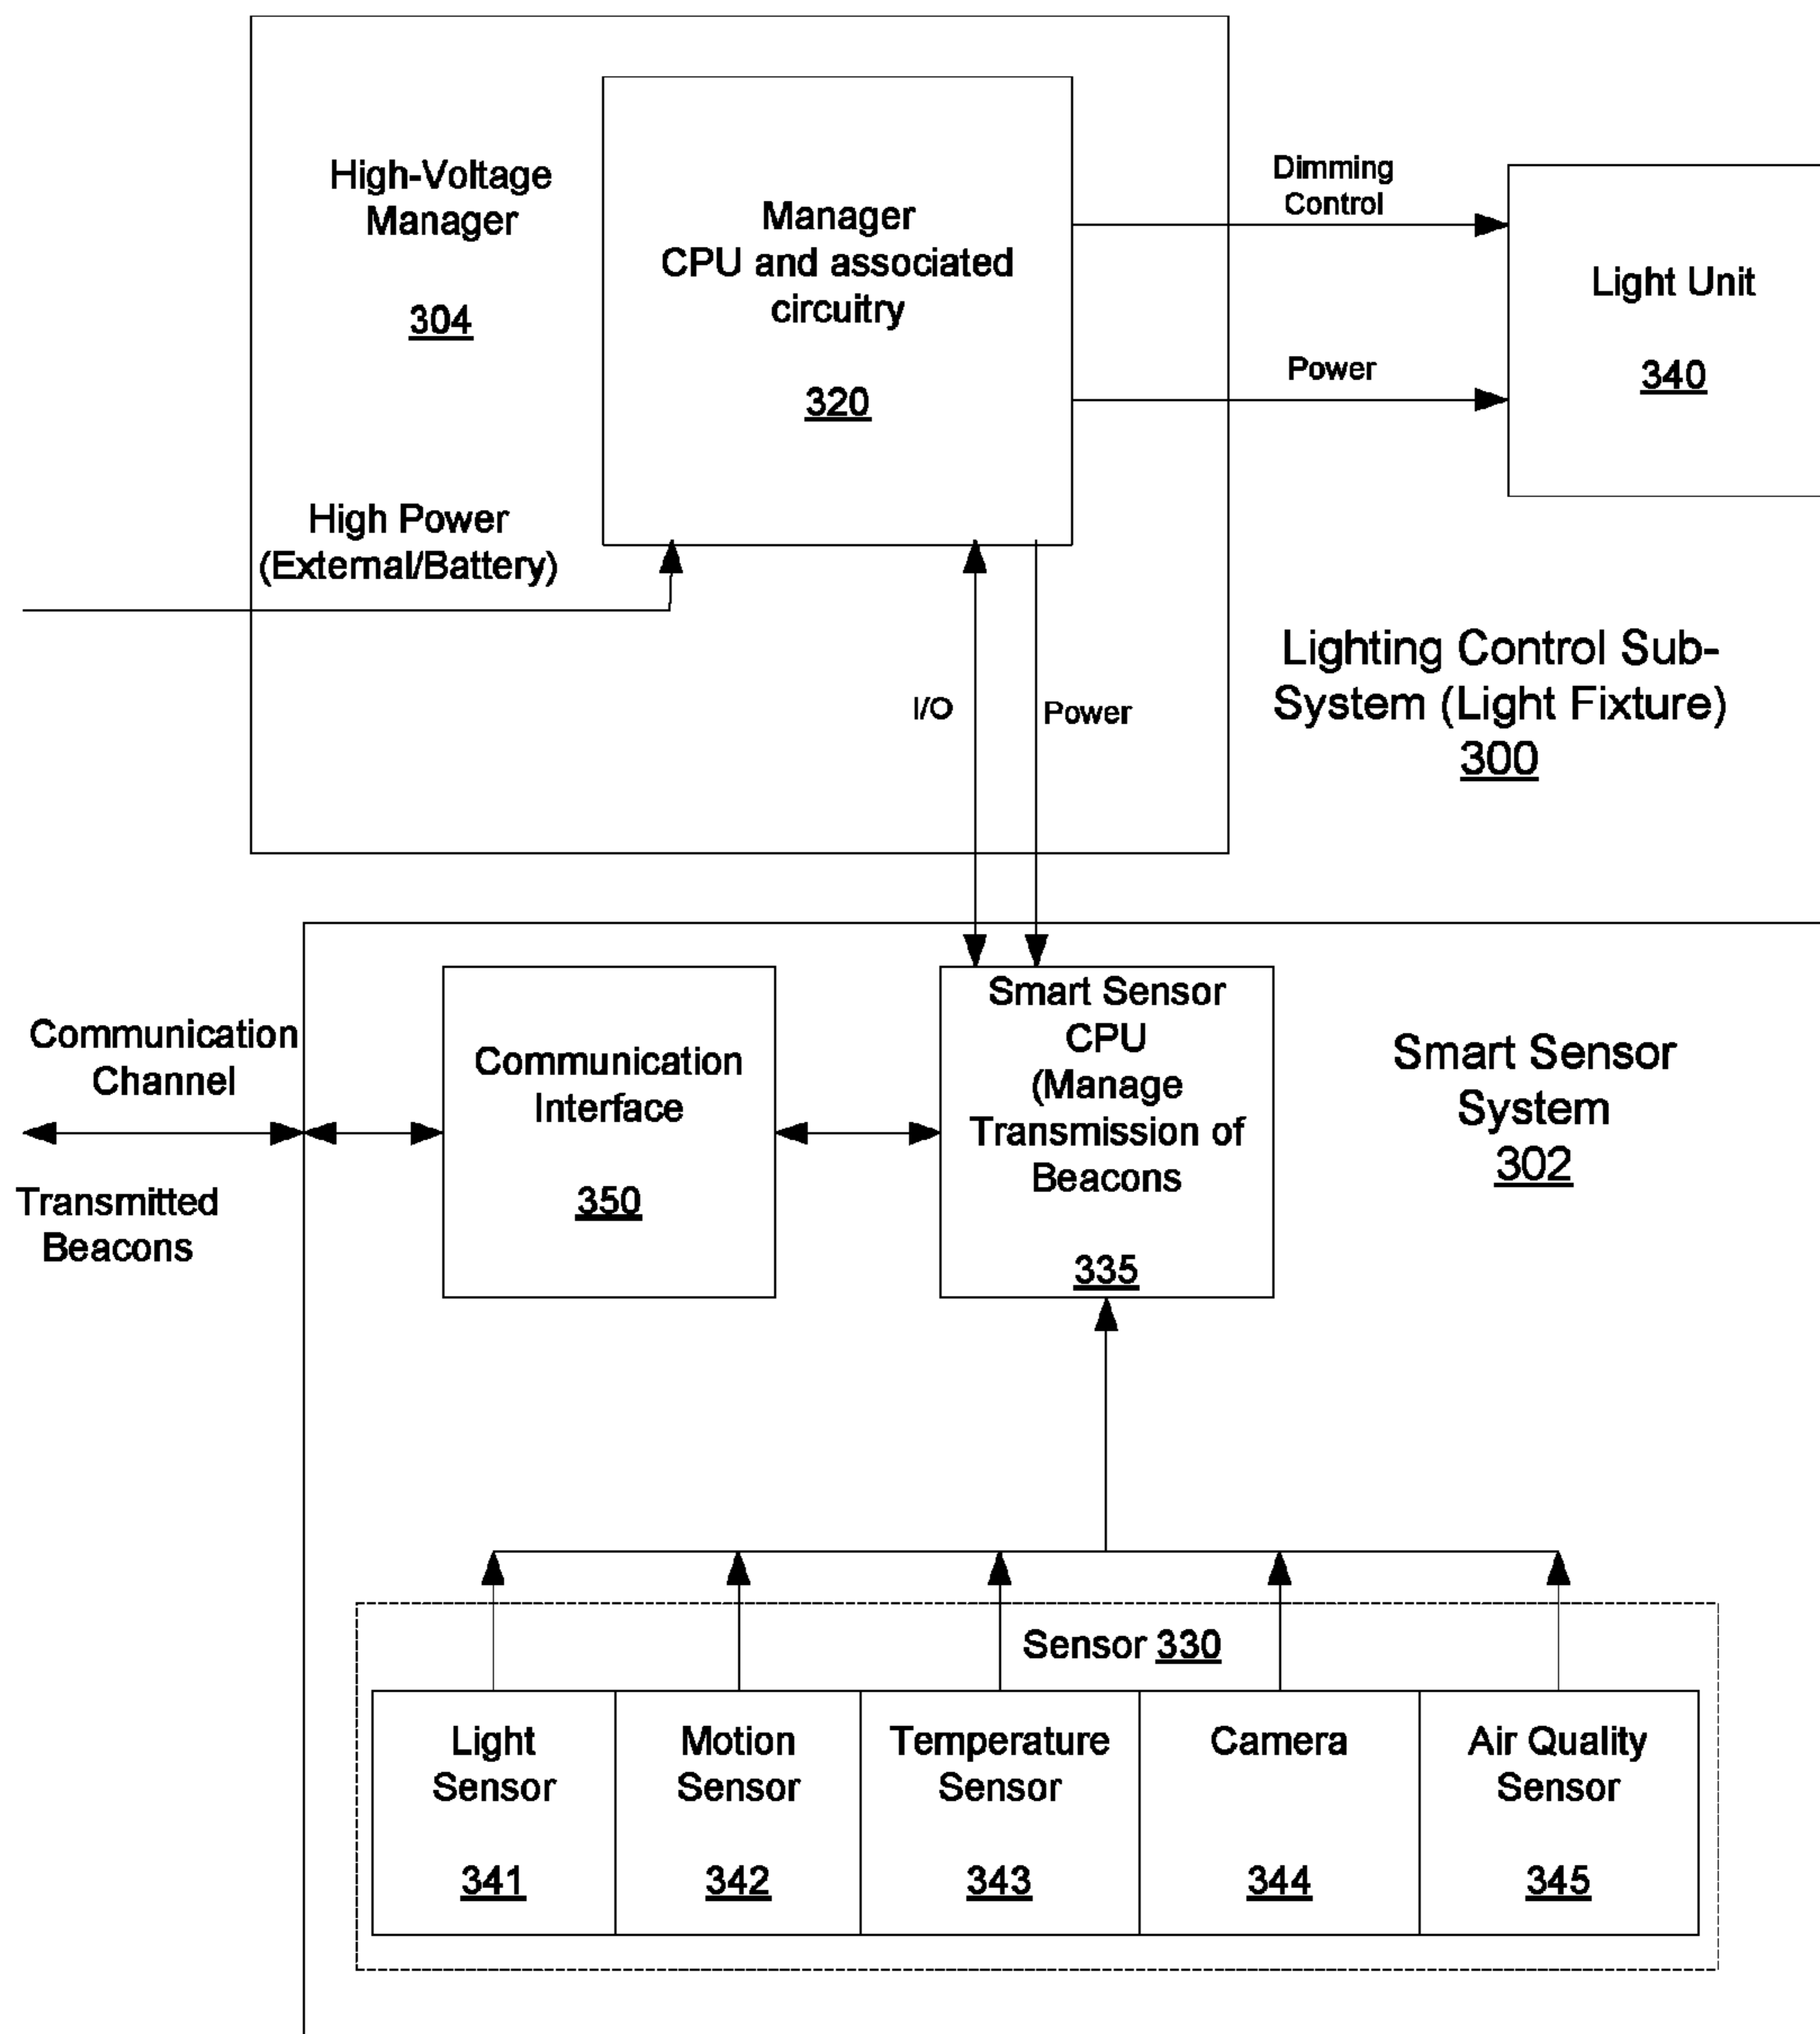 High-Voltage
Manager
304
Manager
CPU and associated
circuitry
320
Dimming
Control
Power
Light Unit
340
High Power
(External/Battery)
I/O
Power
Lighting Control Sub-
System (Light Fixture)
300
Communication
Channel
Transmitted
Beacons
Communication
Interface
350
Smart Sensor
CPU
(Manage
Transmission of
Beacons
335
Smart Sensor
System
302
Sensor 330
Light
Sensor
341
Motion
Sensor
342
Temperature
Sensor
343
Camera
344
Air Quality
Sensor
345